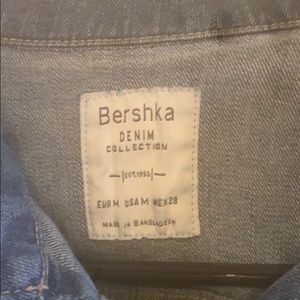 Bershka
DENIM
COLLECTION
EST.1998
EUR M USA M MEX 28
MADE IN BANGLADESH